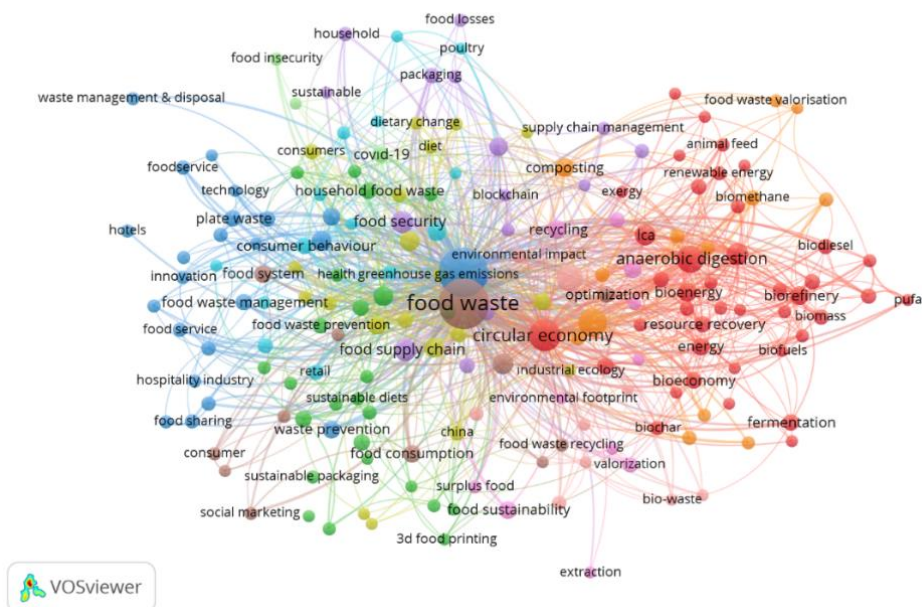 food losses
household
food insecurity
poultry
packaging
waste management & disposal
sustainable
food waste valorisation
dietary change
supply chain management
consumers
covid-19
diet
animal feed
foodservice
composting
renewable energy
technology
household food waste
blockchain
exergy
biomethane
plate waste
food security
recycling
hotels
consumer behaviour
environmental impact
lca
biodiesel
anaerobic digestion
innovation
food system
health
greenhouse gas emissions
food waste
optimization
bioenergy
biorefinery
pufa
food waste management
biomass
food service
food waste prevention
circular economy
resource recovery
food supply chain
energy
biofuels
retail
industrial ecology
hospitality industry
bioeconomy
sustainable diets
environmental footprint
food sharing
waste prevention
china
biochar
fermentation
consumer
food consumption
food waste recycling
valorization
sustainable packaging
surplus food
bio-waste
social marketing
food sustainability
3d food printing
extraction
VOSviewer